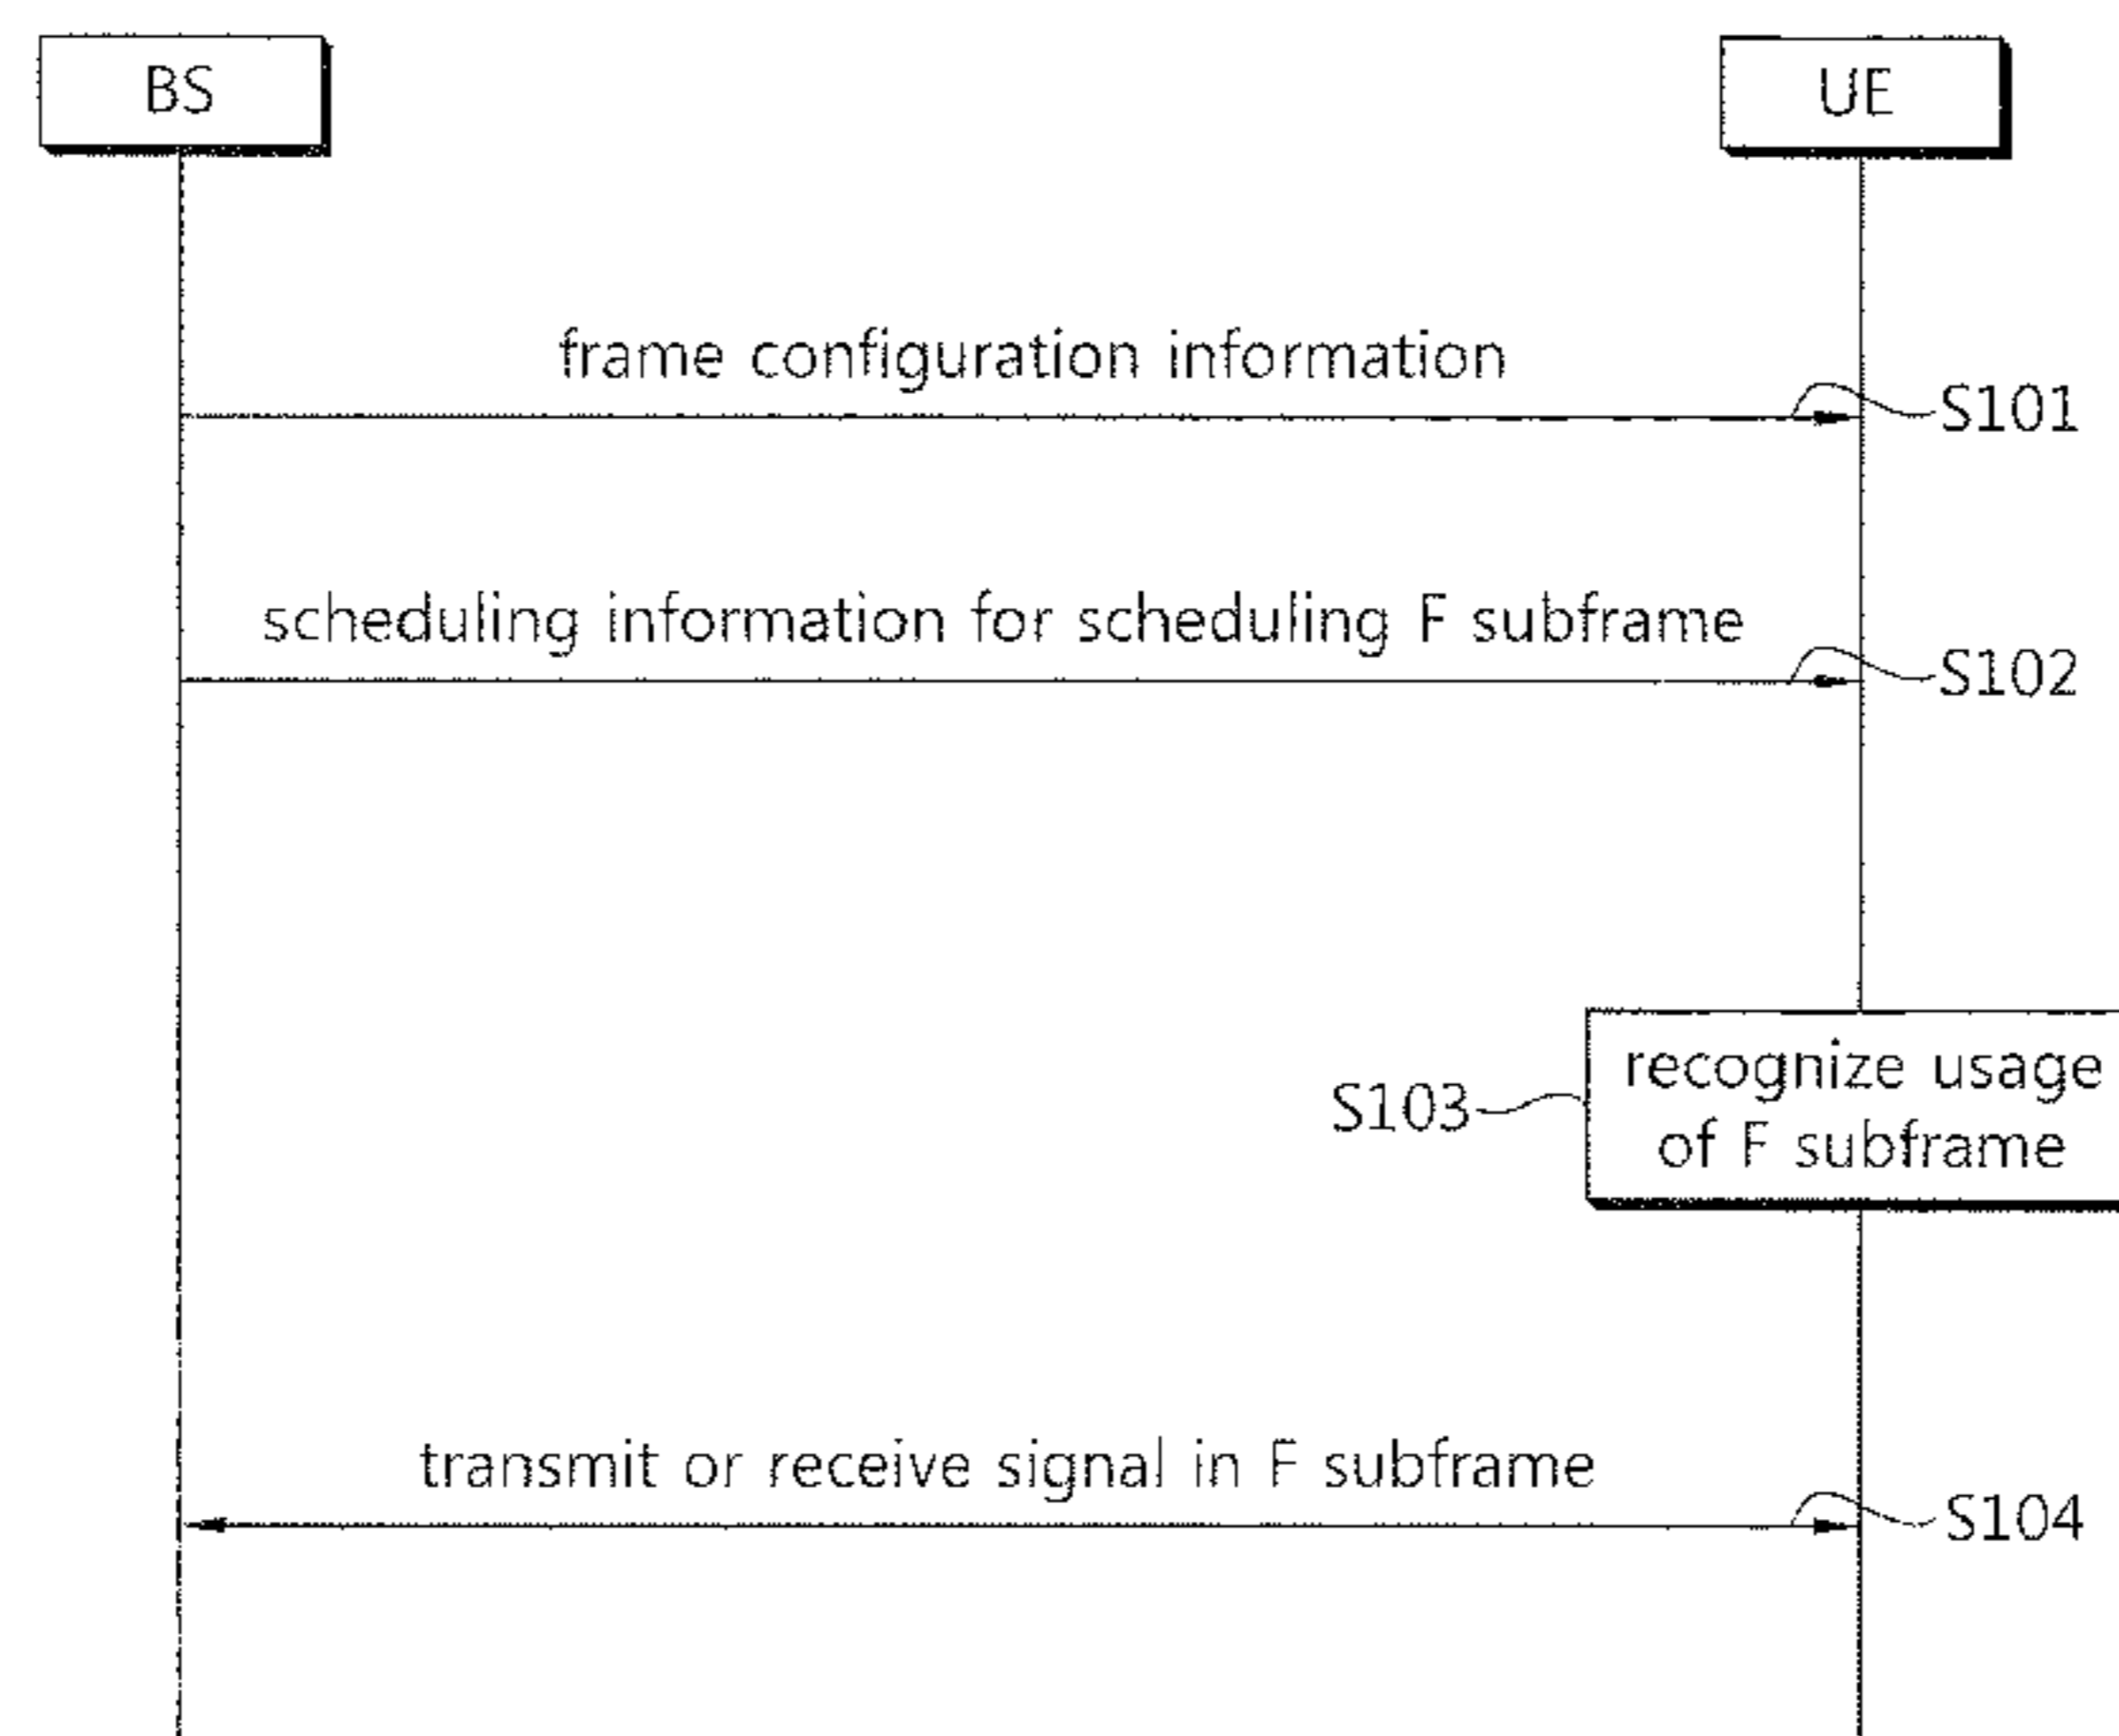 BS
UE
frame configuration information
S101
scheduling information for scheduling F subframe
S102
recognize usage
S103
of F subframe
transmit or receive signal in F subframe
S104